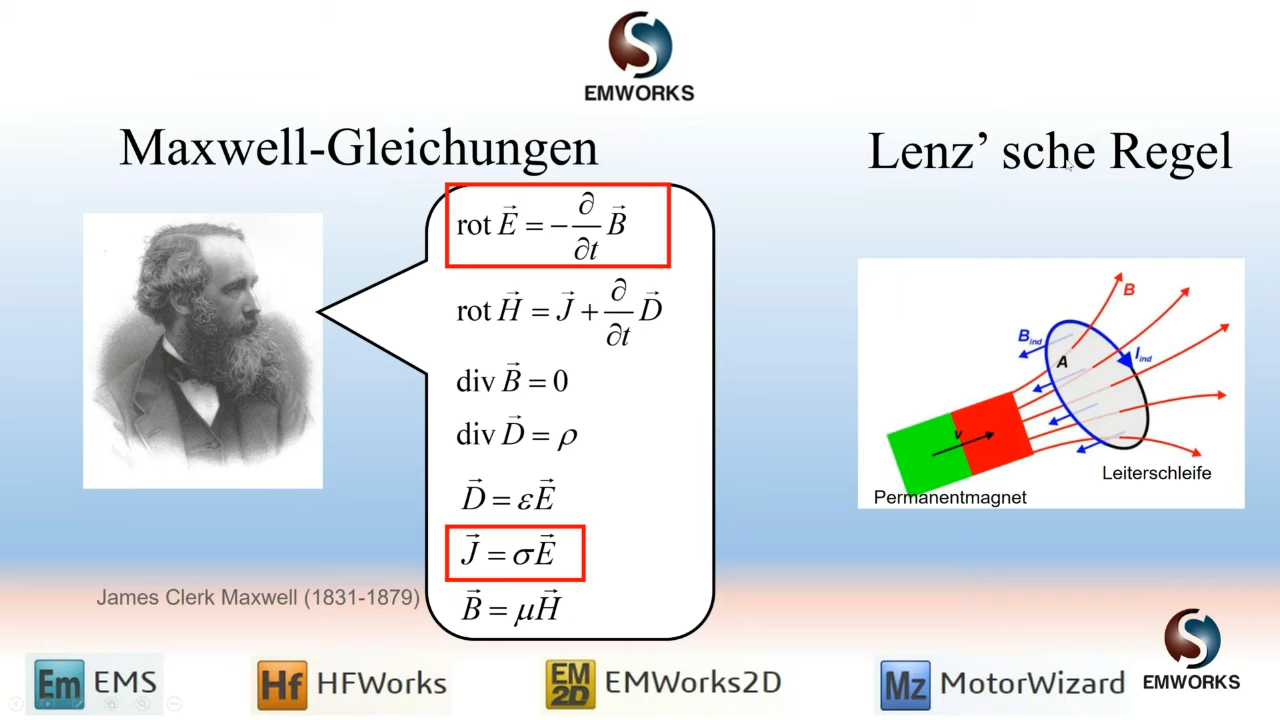 EMWORKS
Maxwell-Gleichungen
Lenz’ sche Regel
rot E⃗ = −∂/∂t B⃗
rot H⃗ = J⃗ + ∂/∂t D⃗
div B⃗ = 0
div D⃗ = ρ
D⃗ = εE⃗
J⃗ = σE⃗
B⃗ = μH⃗
James Clerk Maxwell (1831-1879)
B
B_ind
I_ind
A
v
Leiterschleife
Permanentmagnet
Em EMS
Hf HFWorks
EM 2D EMWorks2D
Mz MotorWizard
EMWORKS